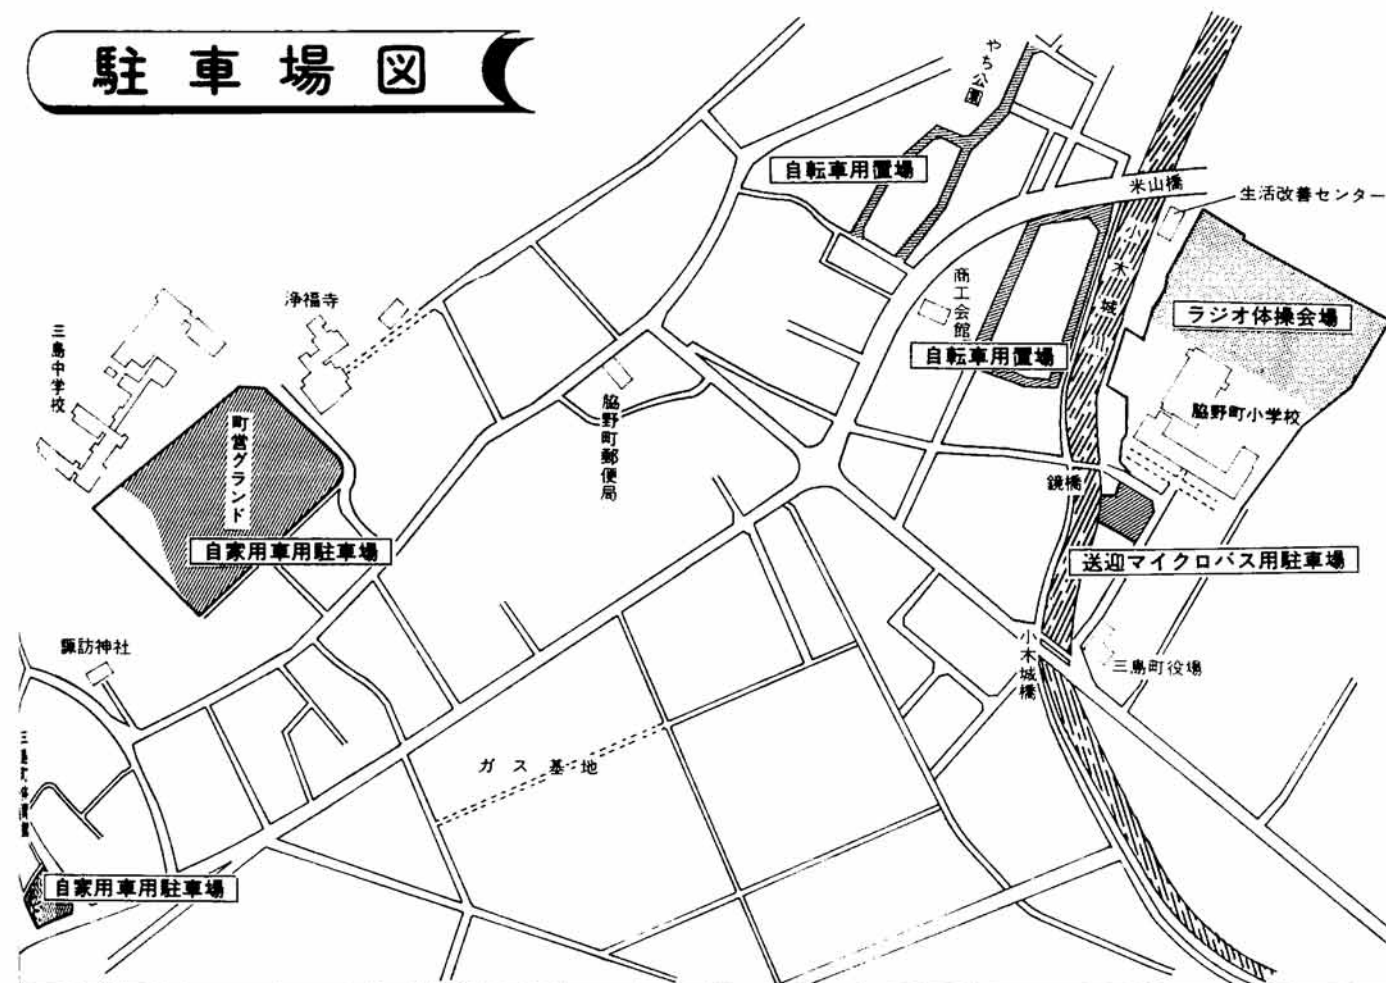 駐車場図
やち公園
自転車用置場
米山橋
生活改善センター
小木城川
商工会館
ラジオ体操会場
浄福寺
三島中学校
自転車用置場
脇野町小学校
町営グランド
脇野町郵便局
鏡橋
自家用車用駐車場
送迎マイクロバス用駐車場
諏訪神社
小木城橋
三島町役場
ガス基地
自家用車用駐車場